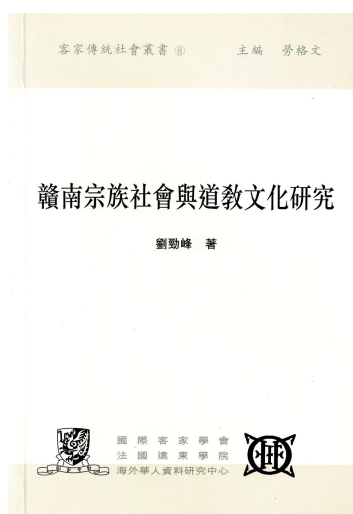 客家傳統社會叢書 ⑧ 主編 勞格文
贛南宗族社會與道教文化研究
劉勁峰 著
國際客家學會
法國遠東學院
海外華人資料研究中心